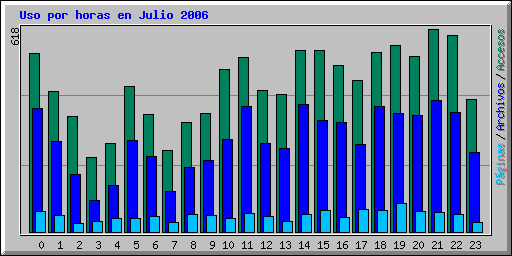 Uso por horas en Julio 2006
618
Páginas / Archivos / Accesos
0 1 2 3 4 5 6 7 8 9 10 11 12 13 14 15 16 17 18 19 20 21 22 23